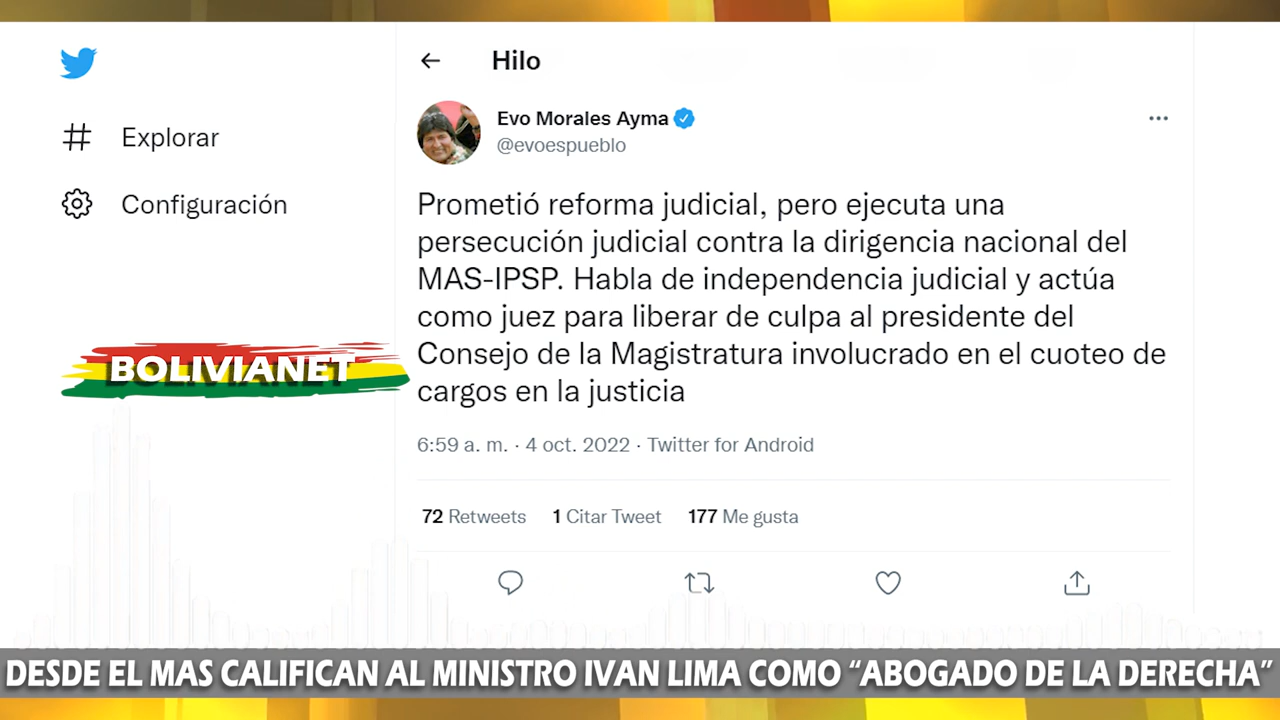 Hilo
Explorar
Configuración
Evo Morales Ayma
@evoespueblo
Prometió reforma judicial, pero ejecuta una
persecución judicial contra la dirigencia nacional del
MAS-IPSP. Habla de independencia judicial y actúa
como juez para liberar de culpa al presidente del
Consejo de la Magistratura involucrado en el cuoteo de
cargos en la justicia
6:59 a. m. · 4 oct. 2022 · Twitter for Android
72 Retweets 1 Citar Tweet 177 Me gusta
BOLIVIANET
DESDE EL MAS CALIFICAN AL MINISTRO IVAN LIMA COMO “ABOGADO DE LA DERECHA”